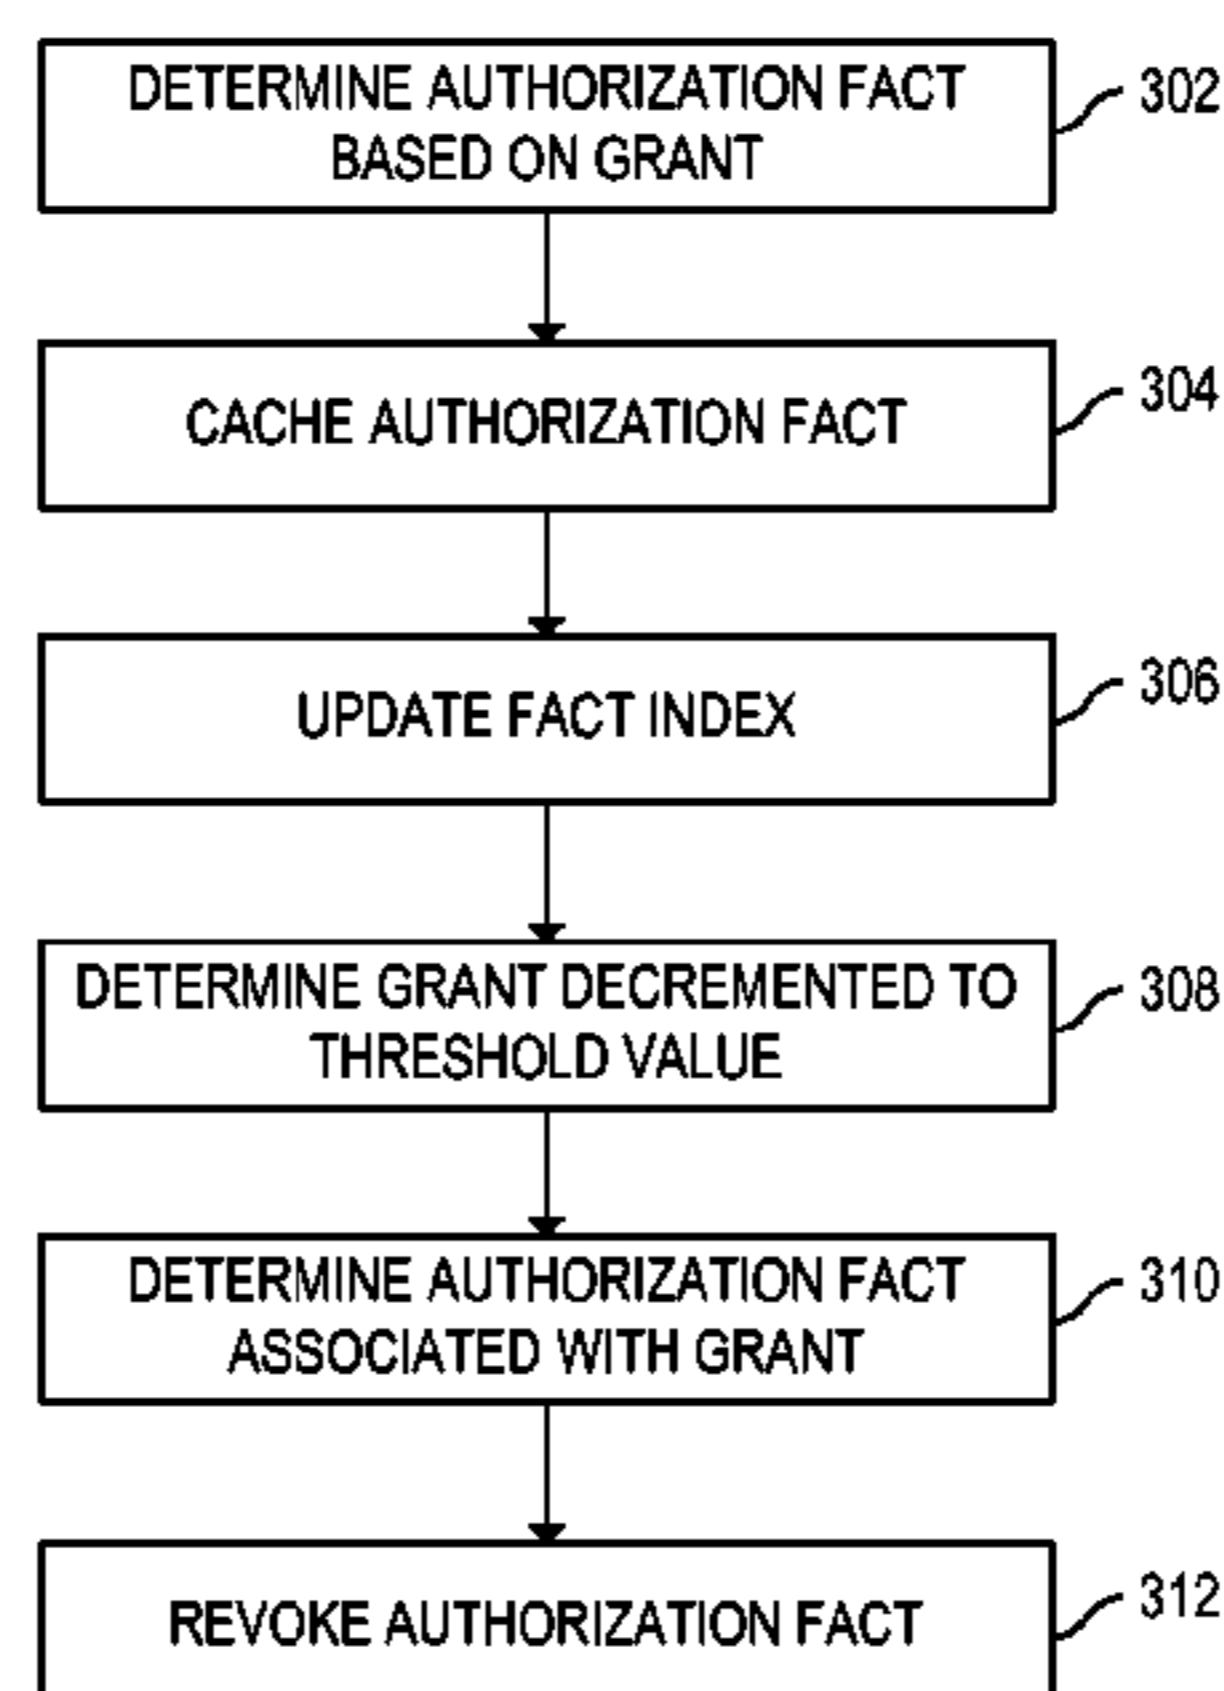 DETERMINE AUTHORIZATION FACT
BASED ON GRANT
302
CACHE AUTHORIZATION FACT
304
UPDATE FACT INDEX
306
DETERMINE GRANT DECREMENTED TO
THRESHOLD VALUE
308
DETERMINE AUTHORIZATION FACT
ASSOCIATED WITH GRANT
310
REVOKE AUTHORIZATION FACT
312